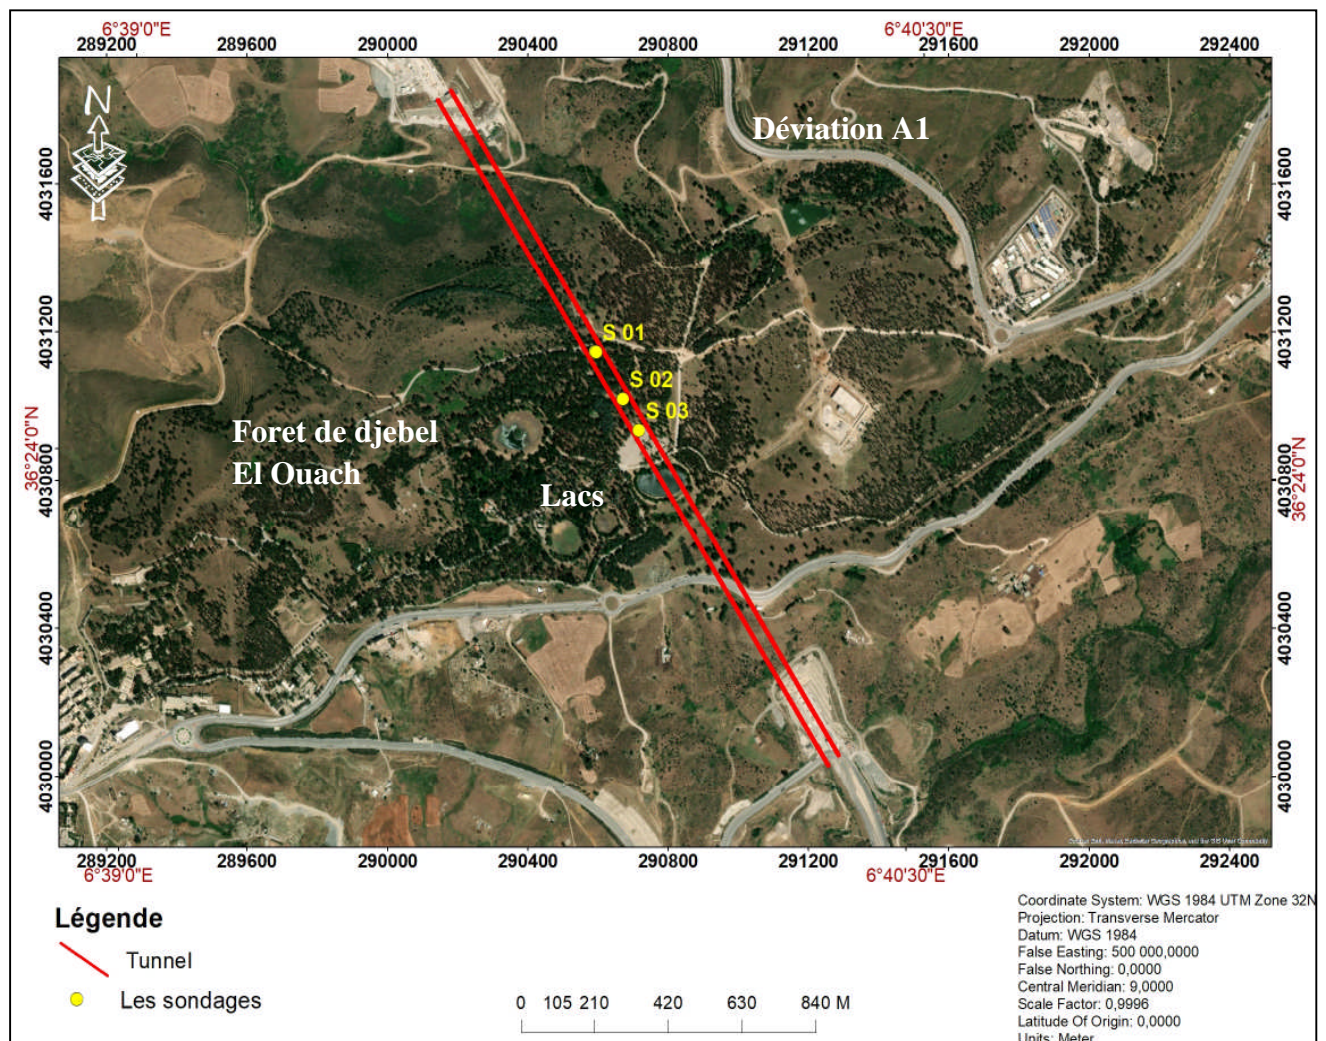 6°39'0"E 6°40'30"E
289200 289600 290000 290400 290800 291200 291600 292000 292400
N
Déviation A1
4031600 4031600
4031200 4031200
S 01
S 02
S 03
Foret de djebel
El Ouach
36°24'0"N 36°24'0"N
4030800 4030800
Lacs
4030400 4030400
4030000 4030000
289200 289600 290000 290400 290800 291200 291600 292000 292400
6°39'0"E 6°40'30"E
Légende
Tunnel
Les sondages
0 105 210 420 630 840 M
Coordinate System: WGS 1984 UTM Zone 32N
Projection: Transverse Mercator
Datum: WGS 1984
False Easting: 500 000,0000
False Northing: 0,0000
Central Meridian: 9,0000
Scale Factor: 0,9996
Latitude Of Origin: 0,0000
Units: Meter